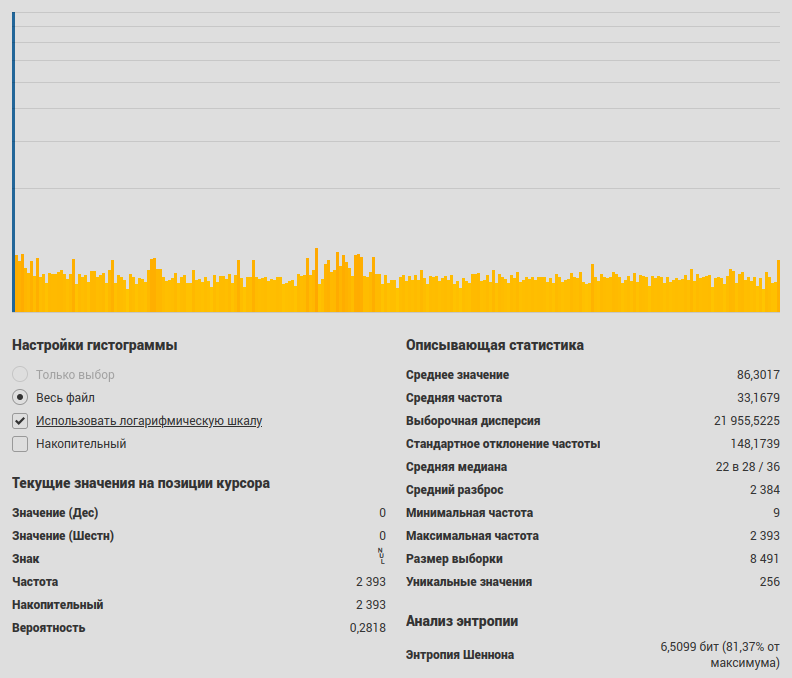 Настройки гистограммы
Только выбор
Весь файл
Использовать логарифмическую шкалу
Накопительный
Текущие значения на позиции курсора
Значение (Дес) 0
Значение (Шестн) 0
Знак NUL
Частота 2 393
Накопительный 2 393
Вероятность 0,2818
Описывающая статистика
Среднее значение 86,3017
Средняя частота 33,1679
Выборочная дисперсия 21 955,5225
Стандартное отклонение частоты 148,1739
Средняя медиана 22 в 28 / 36
Средний разброс 2 384
Минимальная частота 9
Максимальная частота 2 393
Размер выборки 8 491
Уникальные значения 256
Анализ энтропии
Энтропия Шеннона 6,5099 бит (81,37% от
максимума)